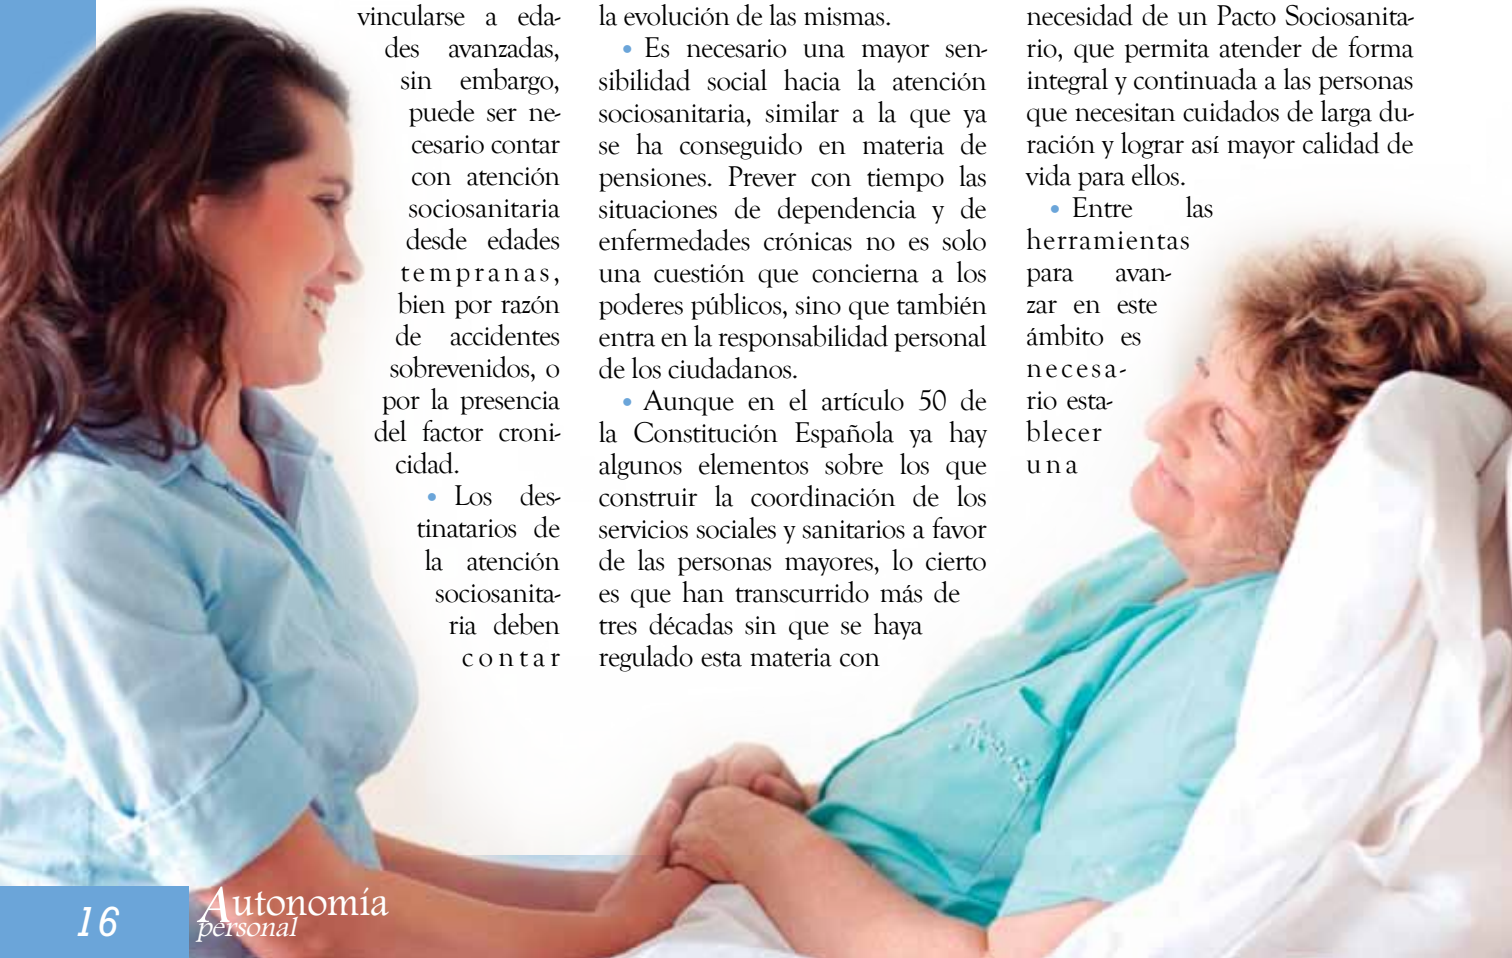 vincularse a eda-
des avanzadas,
sin embargo,
puede ser ne-
cesario contar
con atención
sociosanitaria
desde edades
tempranas,
bien por razón
de accidentes
sobrevenidos, o
por la presencia
del factor croni-
cidad.
• Los des-
tinatarios de
la atención
sociosanita-
ria deben
contar
la evolución de las mismas.
• Es necesario una mayor sen-
sibilidad social hacia la atención
sociosanitaria, similar a la que ya
se ha conseguido en materia de
pensiones. Prever con tiempo las
situaciones de dependencia y de
enfermedades crónicas no es solo
una cuestión que concierna a los
poderes públicos, sino que también
entra en la responsabilidad personal
de los ciudadanos.
• Aunque en el artículo 50 de
la Constitución Española ya hay
algunos elementos sobre los que
construir la coordinación de los
servicios sociales y sanitarios a favor
de las personas mayores, lo cierto
es que han transcurrido más de
tres décadas sin que se haya
regulado esta materia con
necesidad de un Pacto Sociosanita-
rio, que permita atender de forma
integral y continuada a las personas
que necesitan cuidados de larga du-
ración y lograr así mayor calidad de
vida para ellos.
• Entre las
herramientas
para avan-
zar en este
ámbito es
necesa-
rio esta-
blecer
una
16
Autonomía
personal